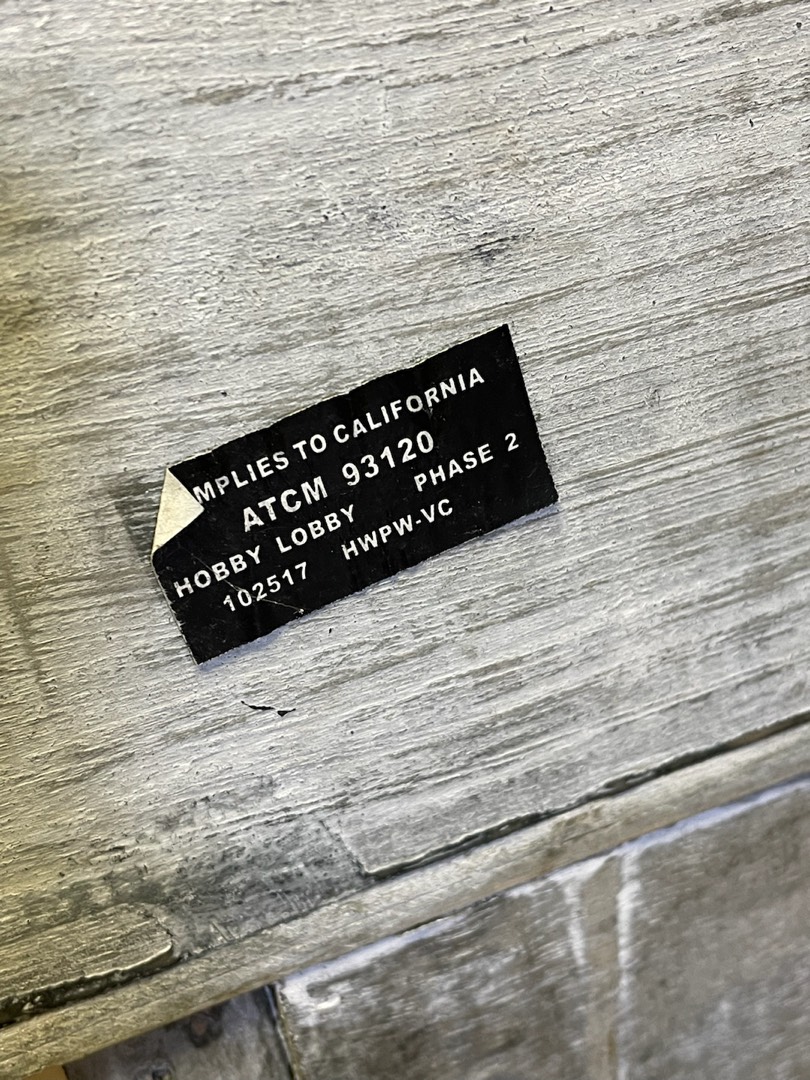 MPLIES TO CALIFORNIA
ATCM 93120
HOBBY LOBBY PHASE 2
102517 HWPW-VC